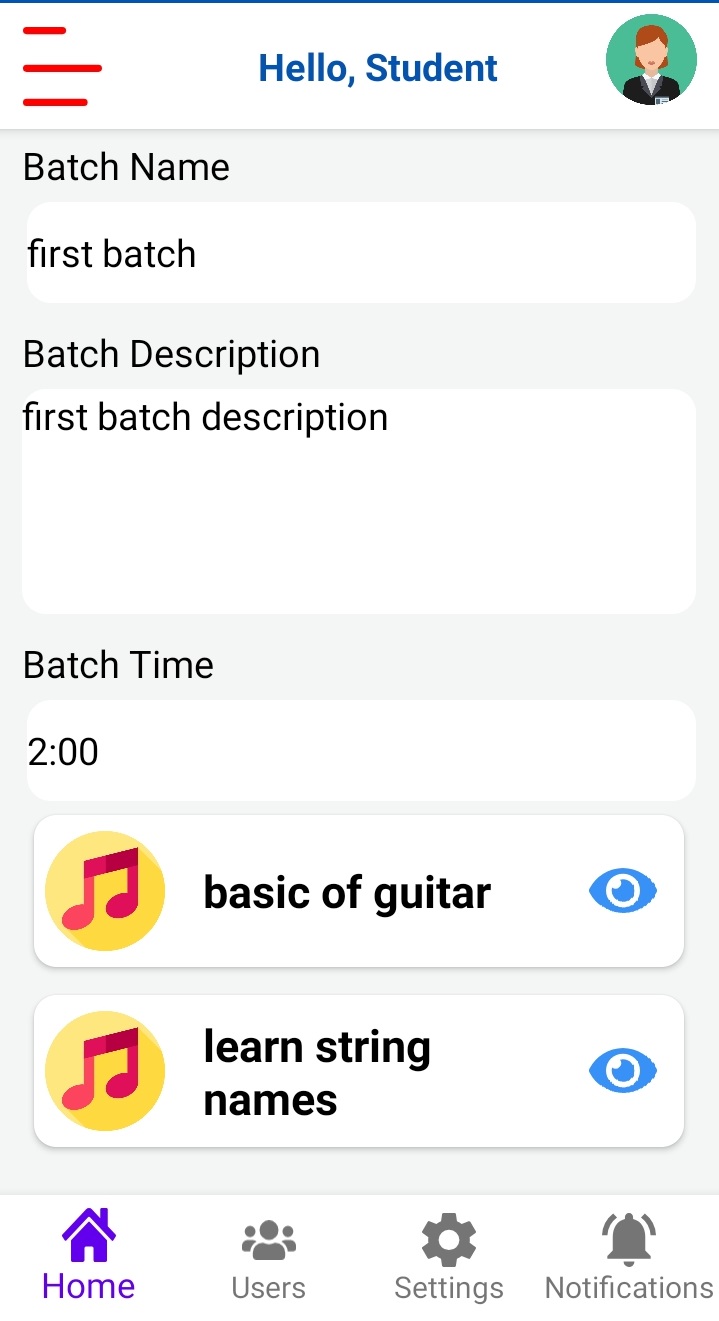 Hello, Student
Batch Name
first batch
Batch Description
first batch description
Batch Time
2:00
basic of guitar
learn string
names
Home
Users
Settings
Notifications